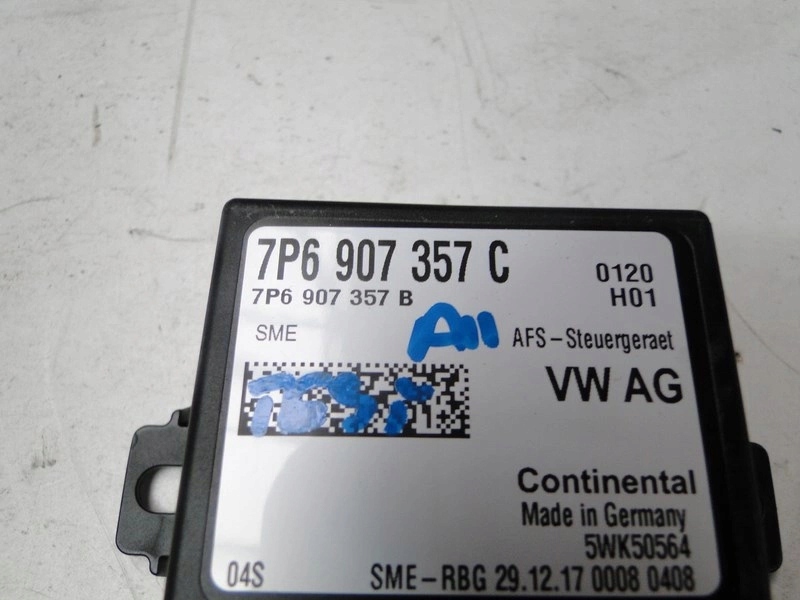 7P6 907 357 C
0120
7P6 907 357 B
H01
SME
A11
AFS-Steuergeraet
VW AG
Continental
Made in Germany
5WK50564
04S
SME-RBG 29.12.17 0008 0408